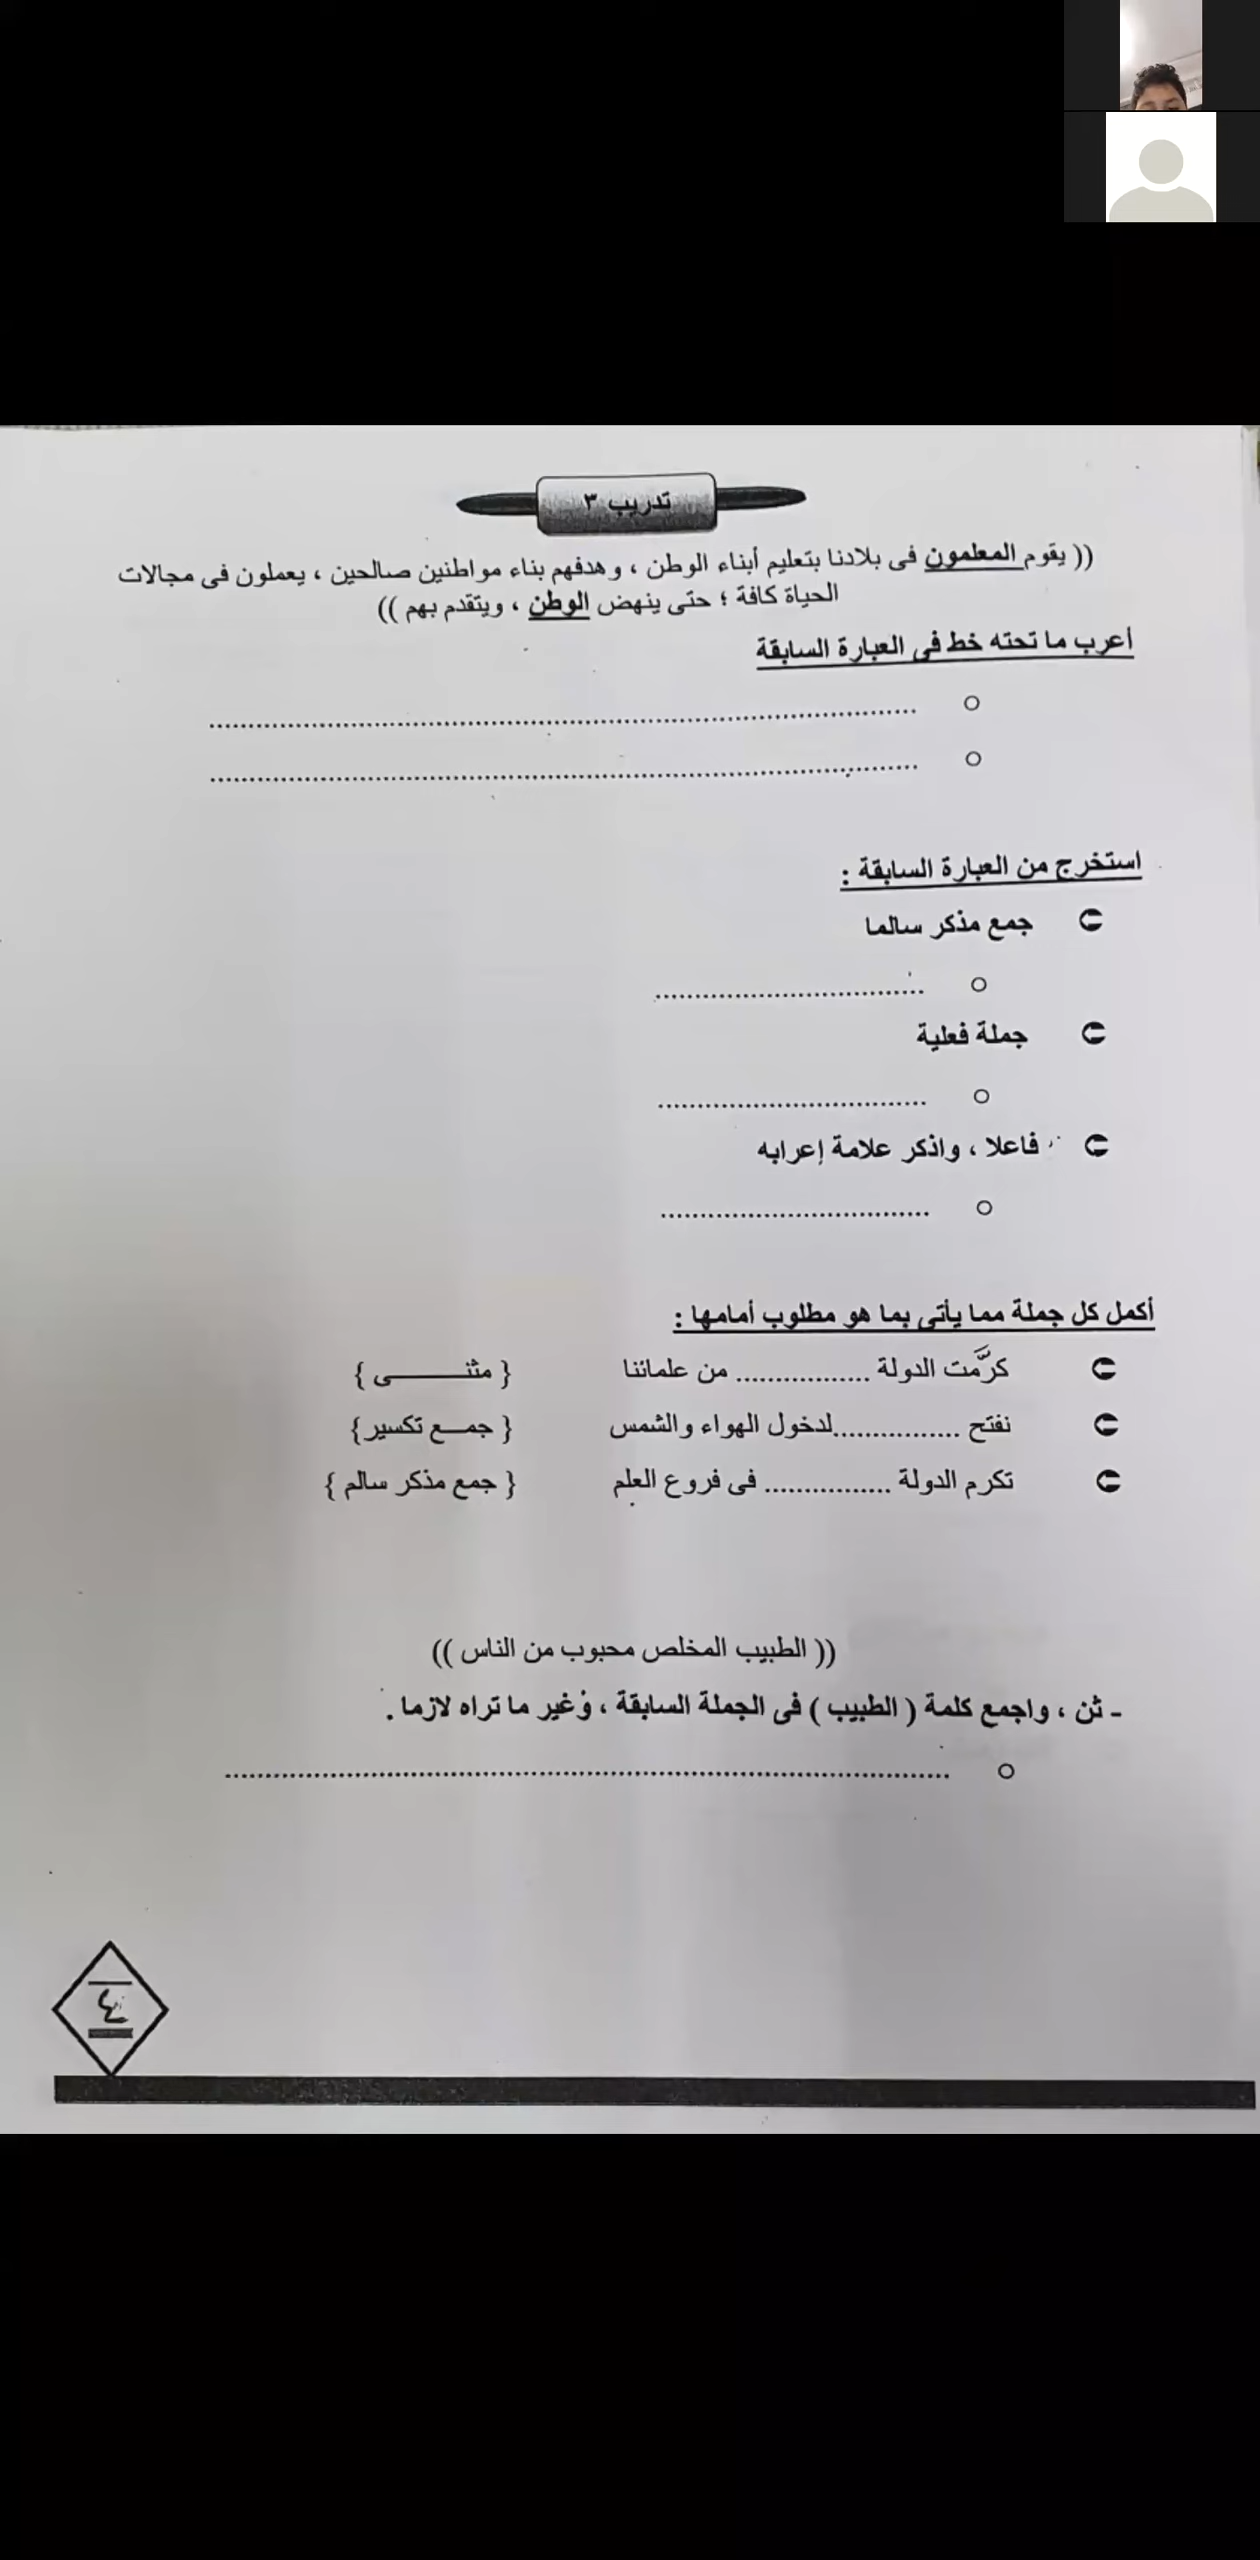 تدريب ٣
(( يقوم المعلمون فى بلادنا بتعليم أبناء الوطن ، وهدفهم بناء مواطنين صالحين ، يعملون فى مجالات
الحياة كافة ؛ حتى ينهض الوطن ، ويتقدم بهم ))
أعرب ما تحته خط فى العبارة السابقة
○ ........................................
○ ........................................
استخرج من العبارة السابقة :
جمع مذكر سالما
○ ........................................
جملة فعلية
○ ........................................
فاعلا ، واذكر علامة إعرابه
○ ........................................
أكمل كل جملة مما يأتى بما هو مطلوب أمامها :
كرَّمت الدولة ................. من علمائنا { مثنـــــى }
نفتح ................لدخول الهواء والشمس { جمـع تكسير}
تكرم الدولة ................ فى فروع العلم { جمع مذكر سالم }
(( الطبيب المخلص محبوب من الناس ))
- ثن ، واجمع كلمة ( الطبيب ) فى الجملة السابقة ، وغير ما تراه لازما .
○ ........................................
٤